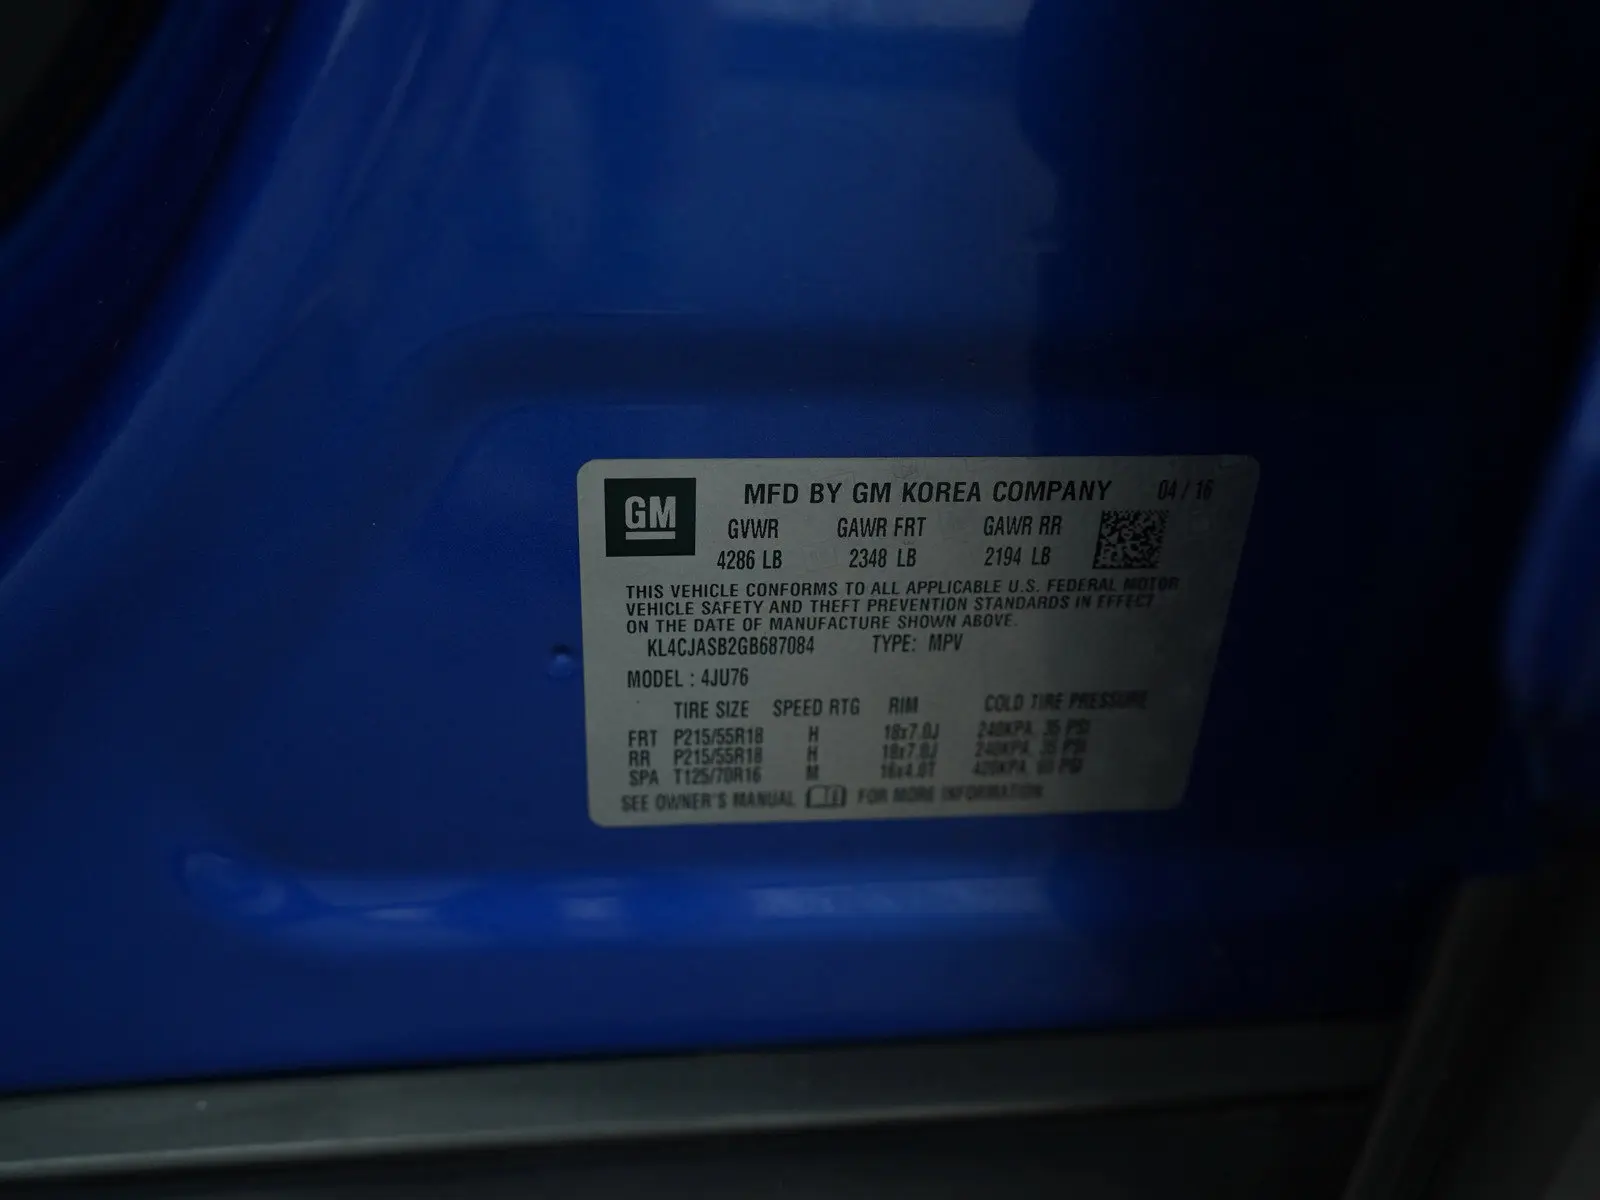 GM
MFD BY GM KOREA COMPANY 04 / 16
GVWR GAWR FRT GAWR RR
4286 LB 2348 LB 2194 LB
THIS VEHICLE CONFORMS TO ALL APPLICABLE U.S. FEDERAL MOTOR
VEHICLE SAFETY AND THEFT PREVENTION STANDARDS IN EFFECT
ON THE DATE OF MANUFACTURE SHOWN ABOVE.
KL4CJASB2GB687084 TYPE: MPV
MODEL : 4JU76
TIRE SIZE SPEED RTG RIM COLD TIRE PRESSURE
FRT P215/55R18 H 18x7.0J 240KPA, 35 PSI
RR P215/55R18 H 18x7.0J 240KPA, 35 PSI
SPA T125/70R16 M 16x4.0T 420KPA, 60 PSI
SEE OWNER'S MANUAL FOR MORE INFORMATION